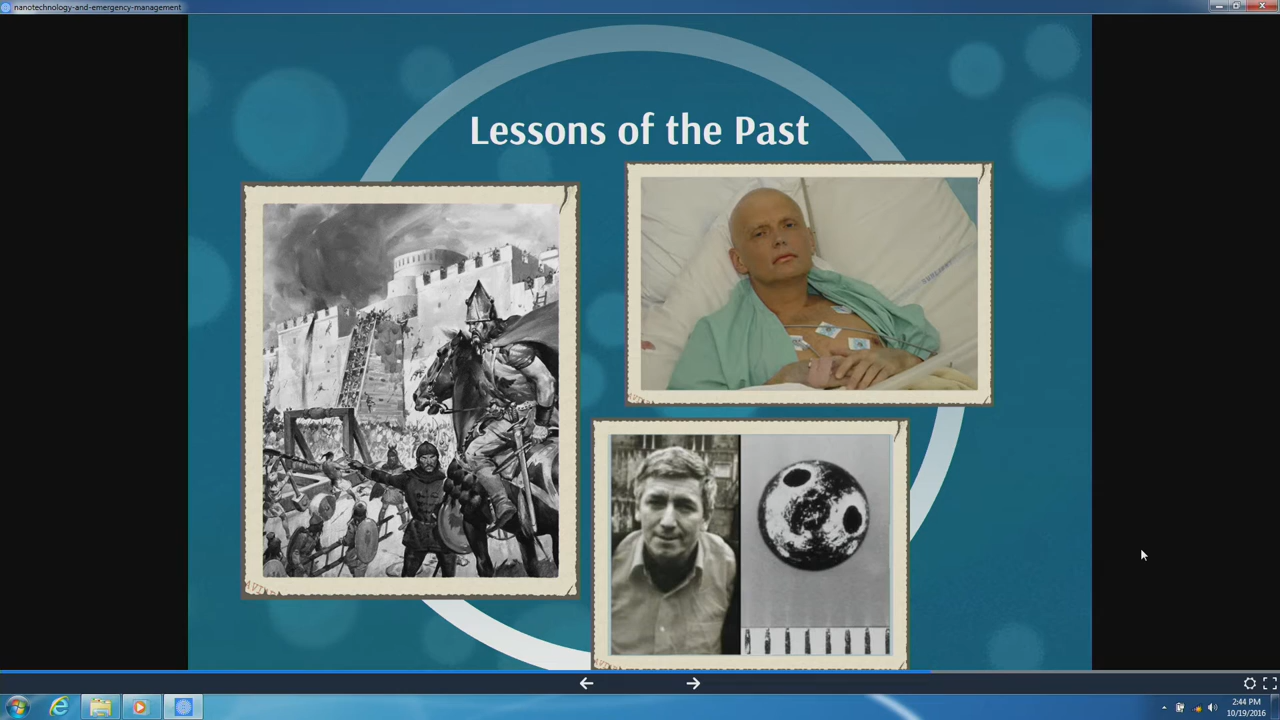 nanotechnology-and-emergency-management
Lessons of the Past
2:44 PM
10/19/2016